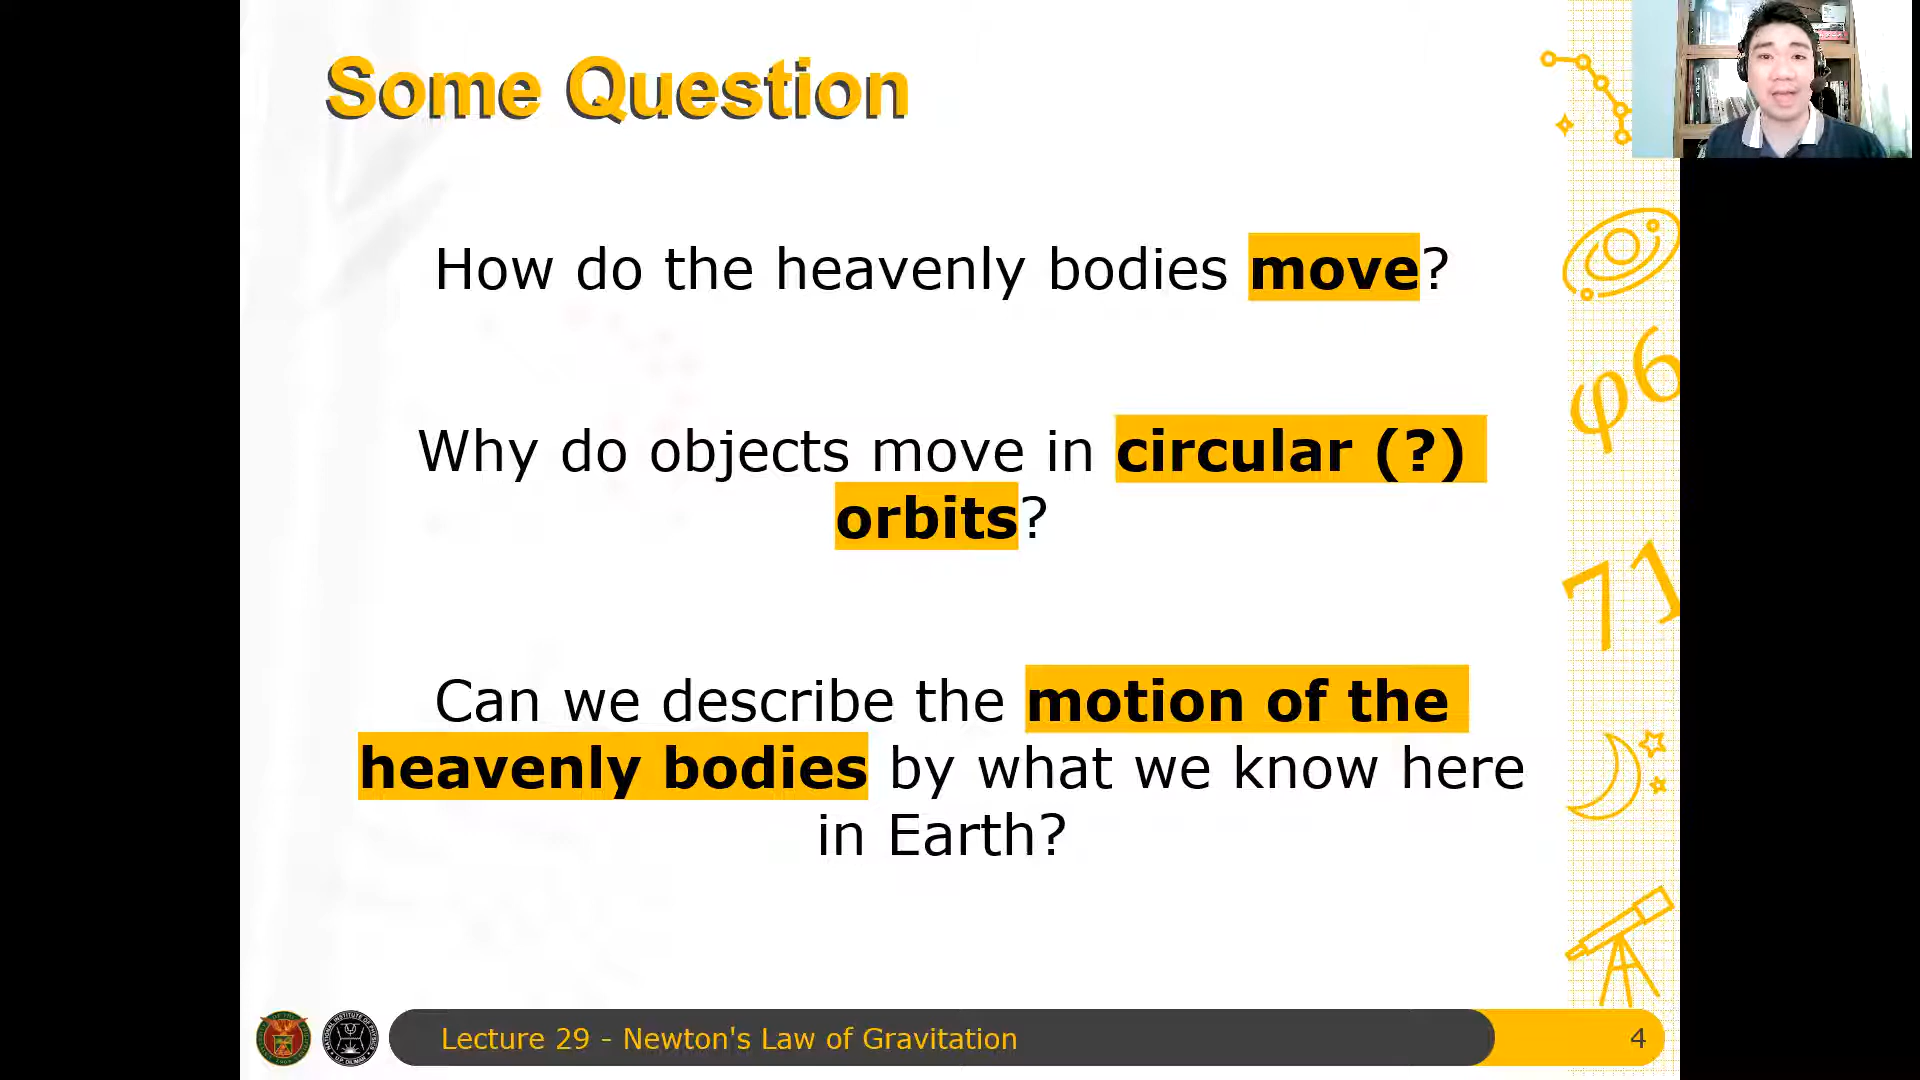 Some Question
How do the heavenly bodies move?
Why do objects move in circular (?)
orbits?
Can we describe the motion of the
heavenly bodies by what we know here
in Earth?
φ6
71
Lecture 29 - Newton's Law of Gravitation
4